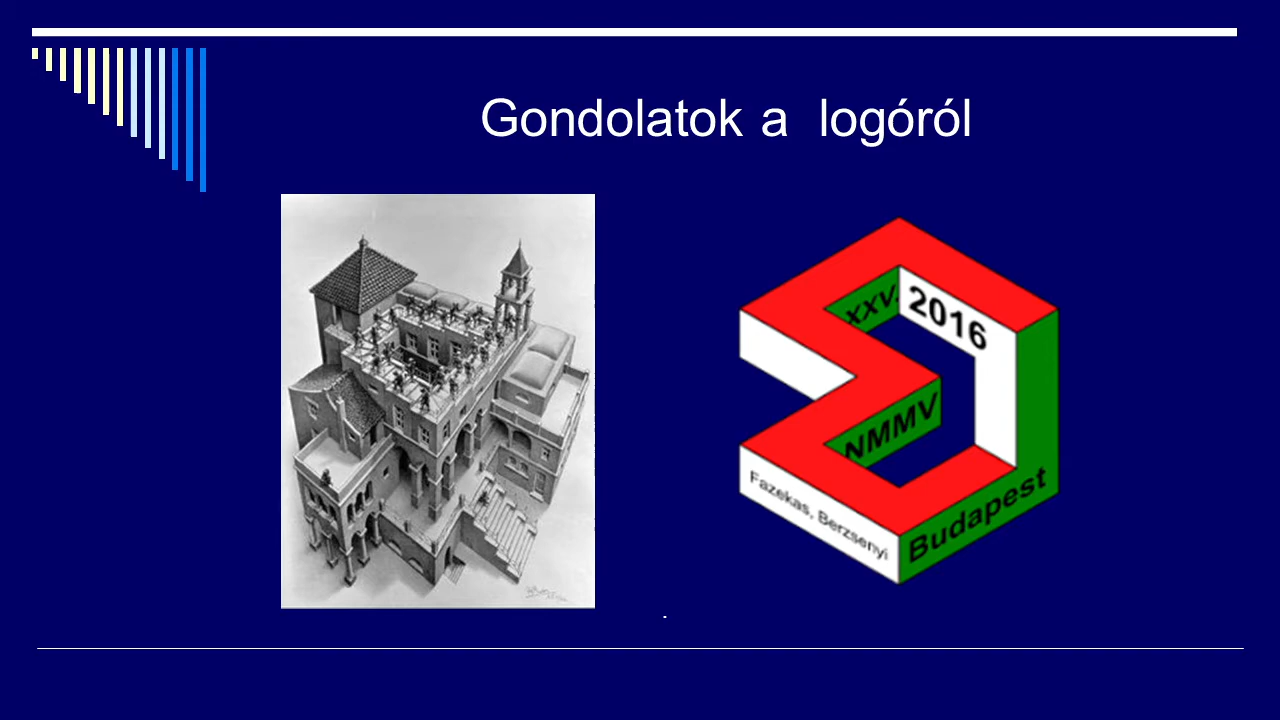 Gondolatok a  logóról
XXV.
2016
NMMV
Fazekas, Berzsenyi
Budapest
.